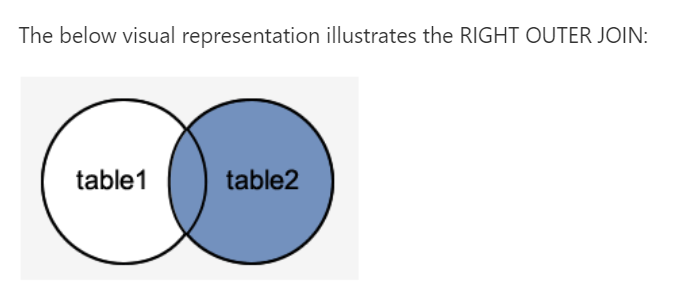 The below visual representation illustrates the RIGHT OUTER JOIN:
table1 table2